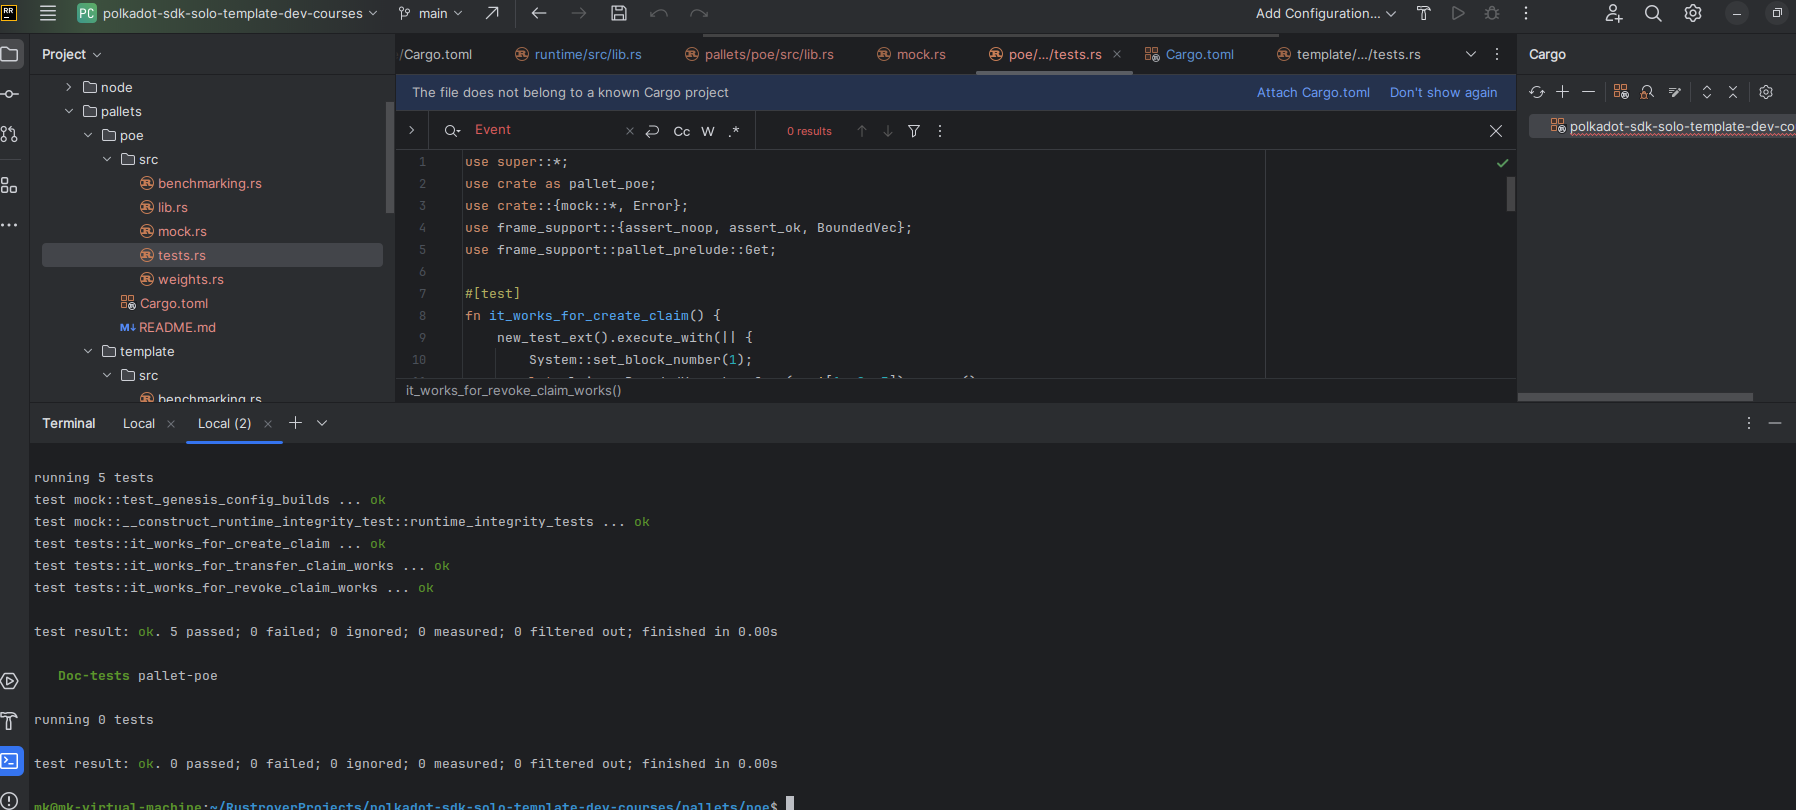 RR
PC polkadot-sdk-solo-template-dev-courses
main
Add Configuration...
Project
/Cargo.toml
runtime/src/lib.rs
pallets/poe/src/lib.rs
mock.rs
poe/.../tests.rs
Cargo.toml
template/.../tests.rs
Cargo
node
pallets
poe
src
benchmarking.rs
lib.rs
mock.rs
tests.rs
weights.rs
Cargo.toml
M↓ README.md
template
src
benchmarking.rs
The file does not belong to a known Cargo project
Attach Cargo.toml
Don't show again
Event
Cc
W
.*
0 results
polkadot-sdk-solo-template-dev-co
1 use super::*;
2 use crate as pallet_poe;
3 use crate::{mock::*, Error};
4 use frame_support::{assert_noop, assert_ok, BoundedVec};
5 use frame_support::pallet_prelude::Get;
6
7 #[test]
8 fn it_works_for_create_claim() {
9 new_test_ext().execute_with(|| {
10 System::set_block_number(1);
it_works_for_revoke_claim_works()
Terminal
Local
Local (2)
running 5 tests
test mock::test_genesis_config_builds ... ok
test mock::__construct_runtime_integrity_test::runtime_integrity_tests ... ok
test tests::it_works_for_create_claim ... ok
test tests::it_works_for_transfer_claim_works ... ok
test tests::it_works_for_revoke_claim_works ... ok
test result: ok. 5 passed; 0 failed; 0 ignored; 0 measured; 0 filtered out; finished in 0.00s
Doc-tests pallet-poe
running 0 tests
test result: ok. 0 passed; 0 failed; 0 ignored; 0 measured; 0 filtered out; finished in 0.00s
mk@mk-virtual-machine:~/RustroverProjects/polkadot-sdk-solo-template-dev-courses/pallets/poe$